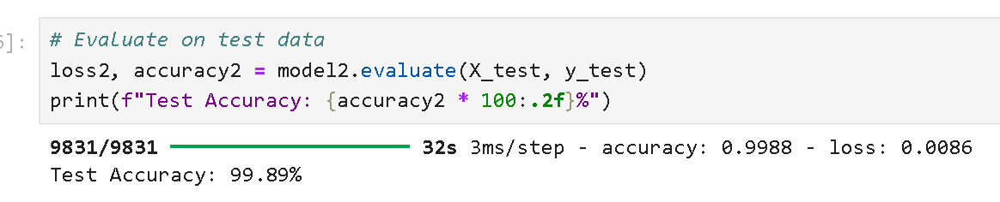 5]:
# Evaluate on test data
loss2, accuracy2 = model2.evaluate(X_test, y_test)
print(f"Test Accuracy: {accuracy2 * 100:.2f}%")
9831/9831 32s 3ms/step - accuracy: 0.9988 - loss: 0.0086
Test Accuracy: 99.89%